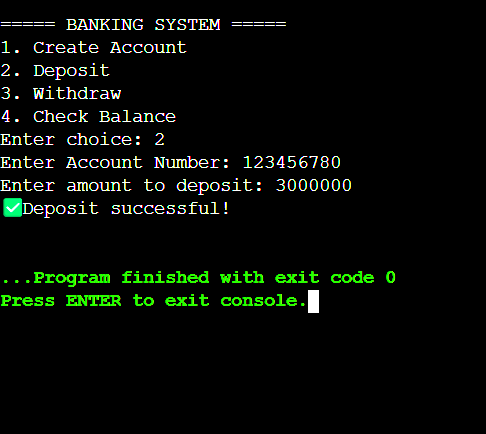 ===== BANKING SYSTEM =====
1. Create Account
2. Deposit
3. Withdraw
4. Check Balance
Enter choice: 2
Enter Account Number: 123456780
Enter amount to deposit: 3000000
✅Deposit successful!
...Program finished with exit code 0
Press ENTER to exit console.